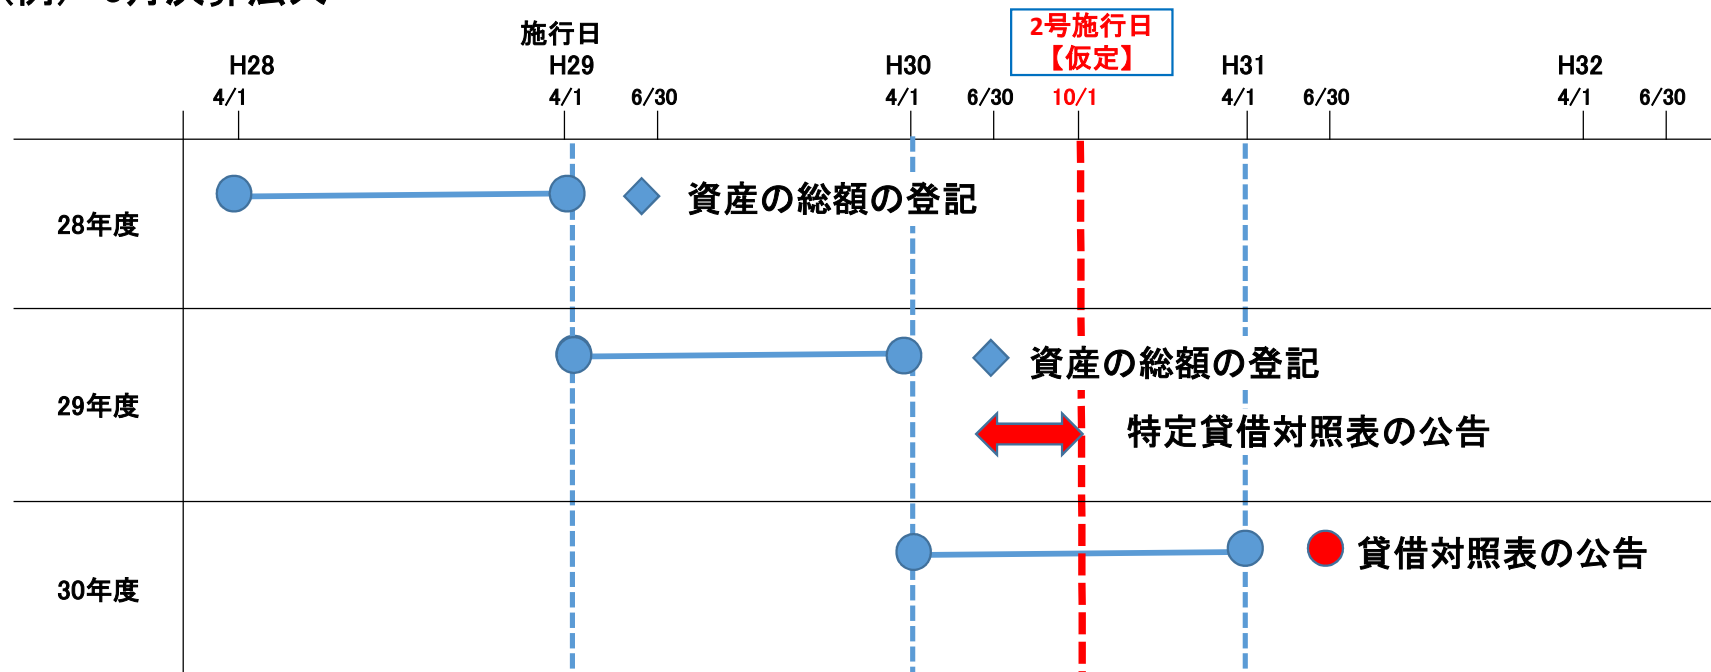 施行日
2号施行日
【仮定】
H28 H29 H30 H31 H32
4/1 4/1 6/30 4/1 6/30 10/1 4/1 6/30 4/1 6/30
28年度 資産の総額の登記
29年度 資産の総額の登記
特定貸借対照表の公告
30年度 貸借対照表の公告